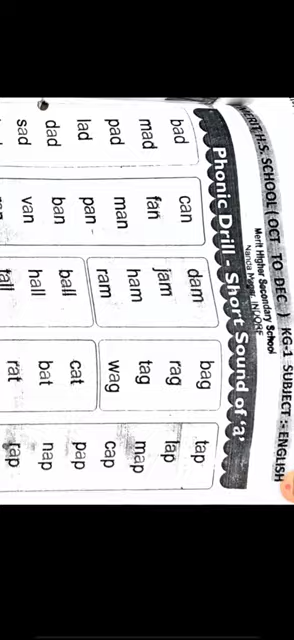 MERIT H.S. SCHOOL ( OCT TO DEC ) KG-1 SUBJECT :- ENGLISH
Merit Higher Secondary School
Nanda Nagar, INDORE
Phonic Drill - Short Sound of 'a'
bad can dam bag tap
mad fan jam rag lap
pad man ham tag map
lad pan ram wag cap
dad ban ball cat pap
sad van hall bat nap
tall rat